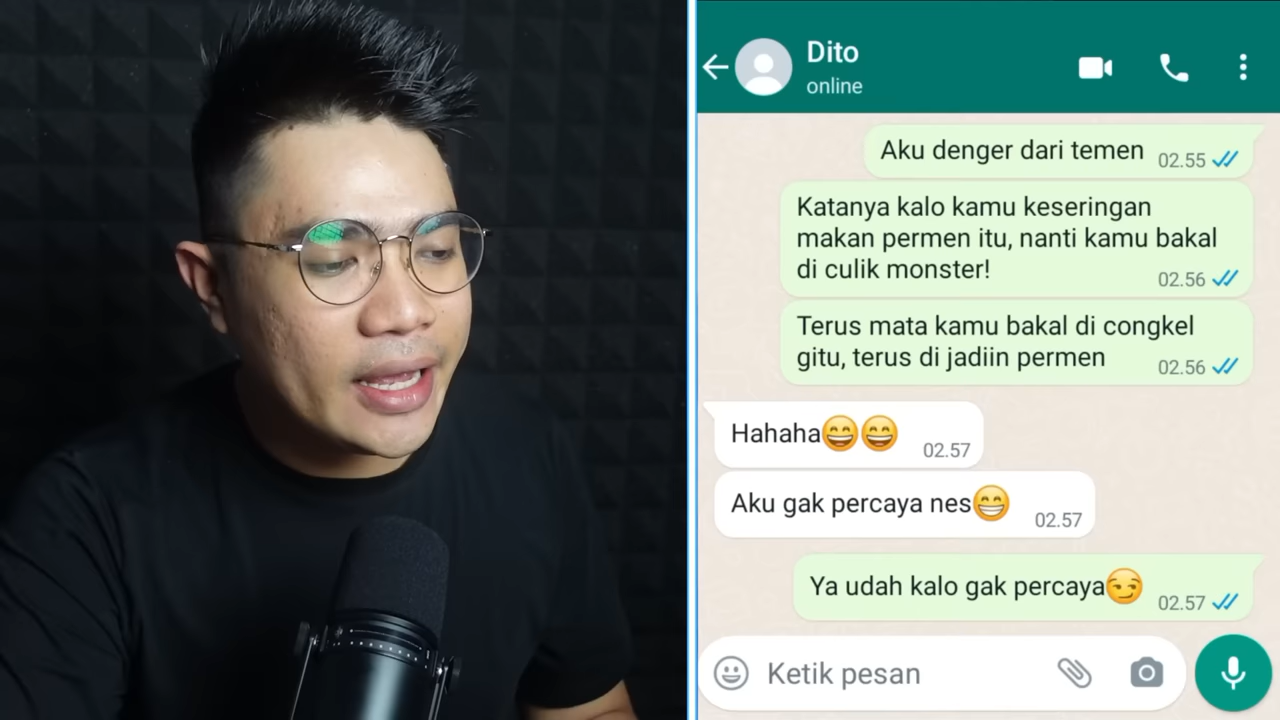 Dito
online
Aku denger dari temen 02.55
Katanya kalo kamu keseringan
makan permen itu, nanti kamu bakal
di culik monster! 02.56
Terus mata kamu bakal di congkel
gitu, terus di jadiin permen 02.56
Hahaha😄😄 02.57
Aku gak percaya nes😁 02.57
Ya udah kalo gak percaya😏 02.57
Ketik pesan